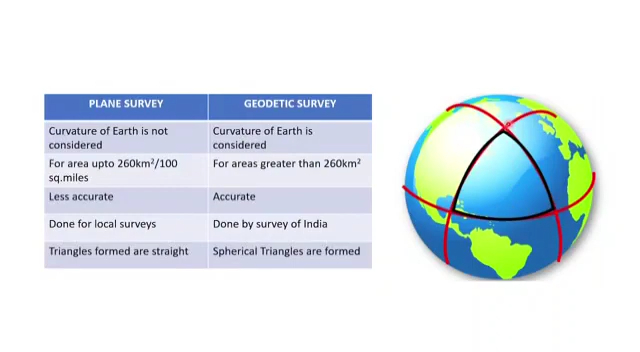 PLANE SURVEY GEODETIC SURVEY
Curvature of Earth is not considered Curvature of Earth is considered
For area upto 260km²/100 sq.miles For areas greater than 260km²
Less accurate Accurate
Done for local surveys Done by survey of India
Triangles formed are straight Spherical Triangles are formed